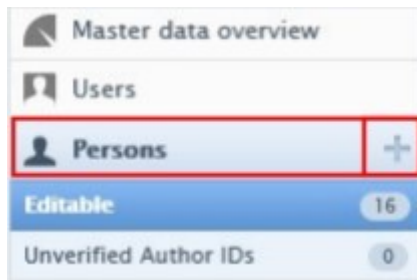 Master data overview
Users
Persons +
Editable 16
Unverified Author IDs 0